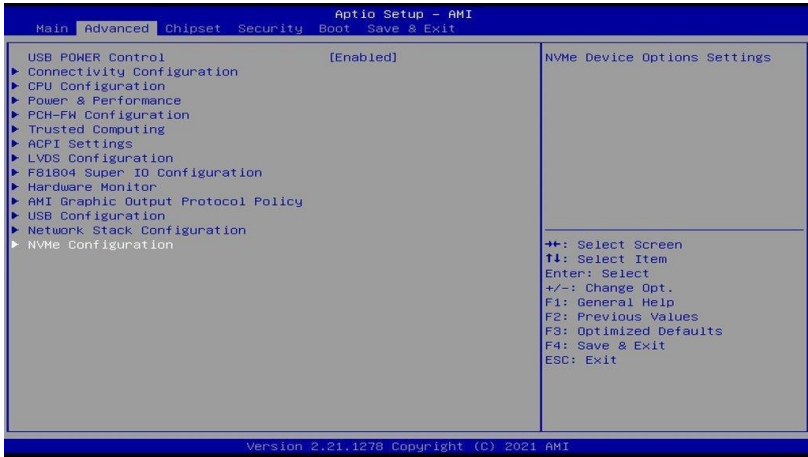 Aptio Setup – AMI
Main Advanced Chipset Security Boot Save & Exit
USB POWER Control [Enabled]
Connectivity Configuration
CPU Configuration
Power & Performance
PCH-FW Configuration
Trusted Computing
ACPI Settings
LVDS Configuration
F81804 Super IO Configuration
Hardware Monitor
AMI Graphic Output Protocol Policy
USB Configuration
Network Stack Configuration
NVMe Configuration
NVMe Device Options Settings
→←: Select Screen
↑↓: Select Item
Enter: Select
+/-: Change Opt.
F1: General Help
F2: Previous Values
F3: Optimized Defaults
F4: Save & Exit
ESC: Exit
Version 2.21.1278 Copyright (C) 2021 AMI